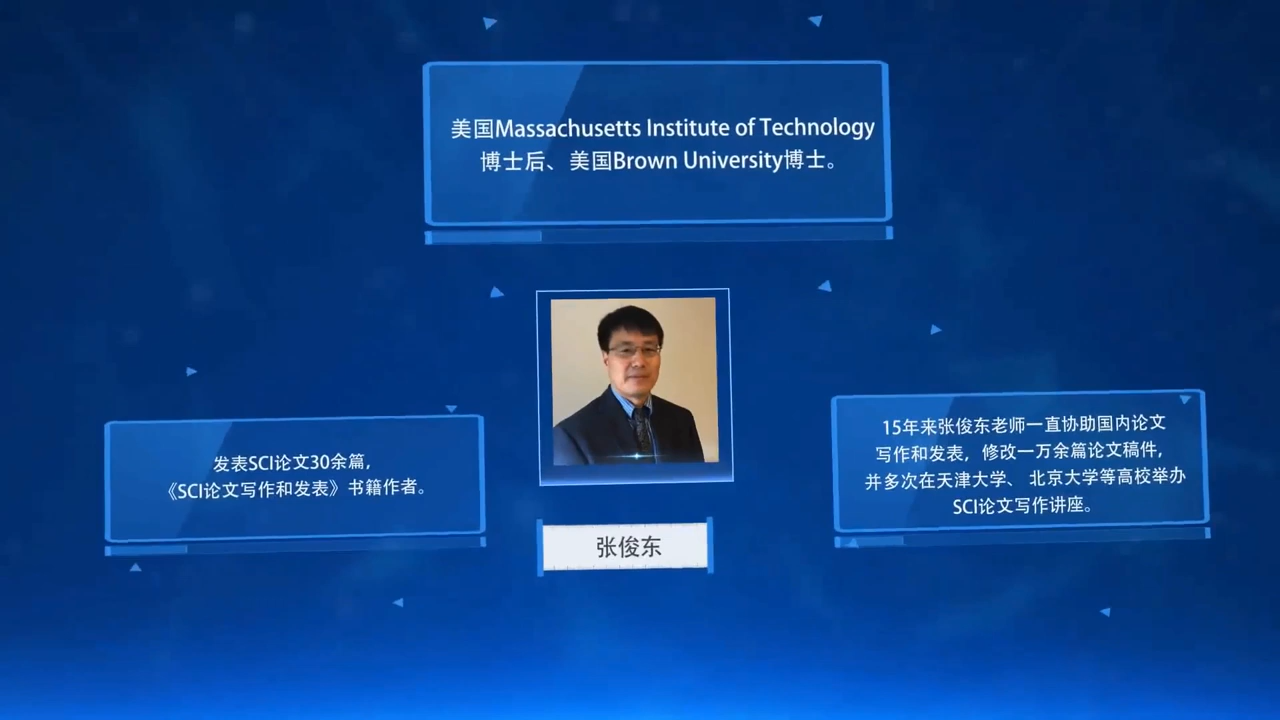 美国Massachusetts Institute of Technology
博士后、美国Brown University博士。
发表SCI论文30余篇,
《SCI论文写作和发表》书籍作者。
15年来张俊东老师一直协助国内论文
写作和发表，修改一万余篇论文稿件,
并多次在天津大学、 北京大学等高校举办
SCI论文写作讲座。
张俊东